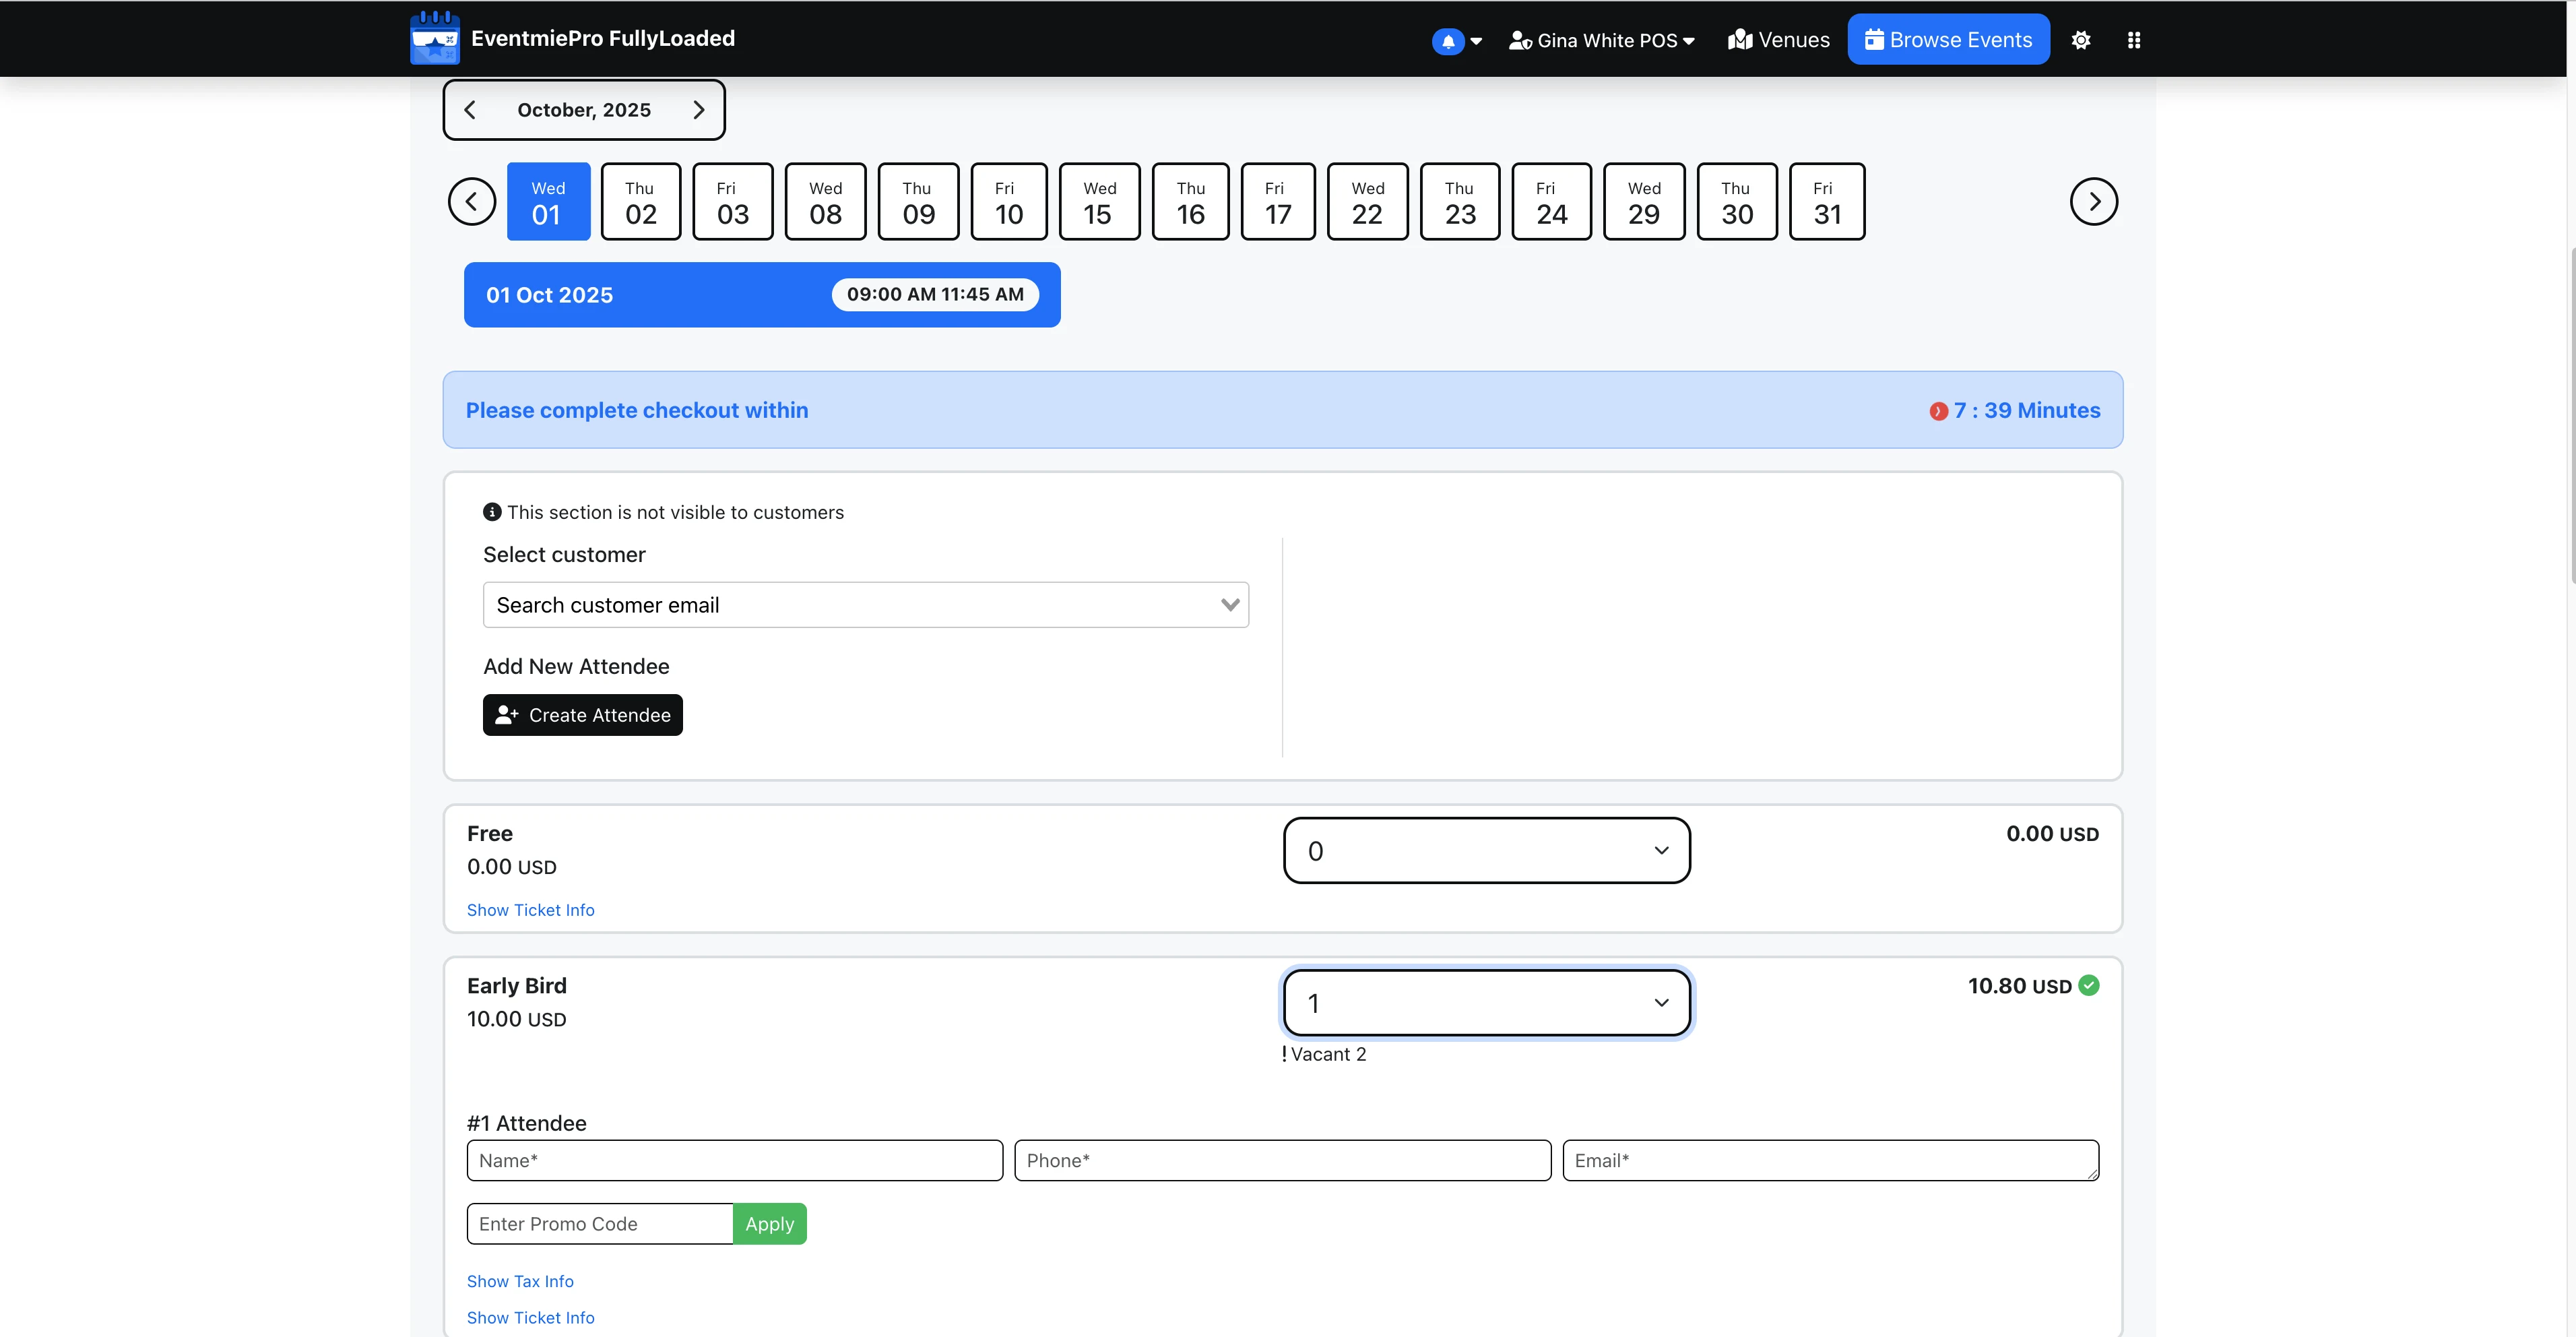 EventmiePro FullyLoaded
Gina White POS
Venues
Browse Events
October, 2025
Wed 01
Thu 02
Fri 03
Wed 08
Thu 09
Fri 10
Wed 15
Thu 16
Fri 17
Wed 22
Thu 23
Fri 24
Wed 29
Thu 30
Fri 31
01 Oct 2025 09:00 AM 11:45 AM
Please complete checkout within 7 : 39 Minutes
This section is not visible to customers
Select customer
Search customer email
Add New Attendee
Create Attendee
Free 0 0.00 USD
0.00 USD
Show Ticket Info
Early Bird 1 10.80 USD
10.00 USD
! Vacant 2
#1 Attendee
Name* Phone* Email*
Enter Promo Code Apply
Show Tax Info
Show Ticket Info